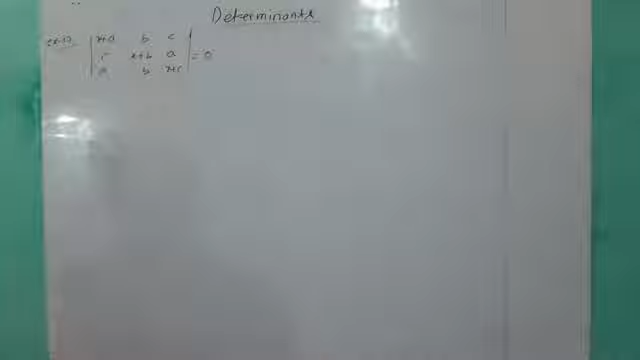 Determinants
| x+a b c |
| c x+b a | = 0
| a b x+c |